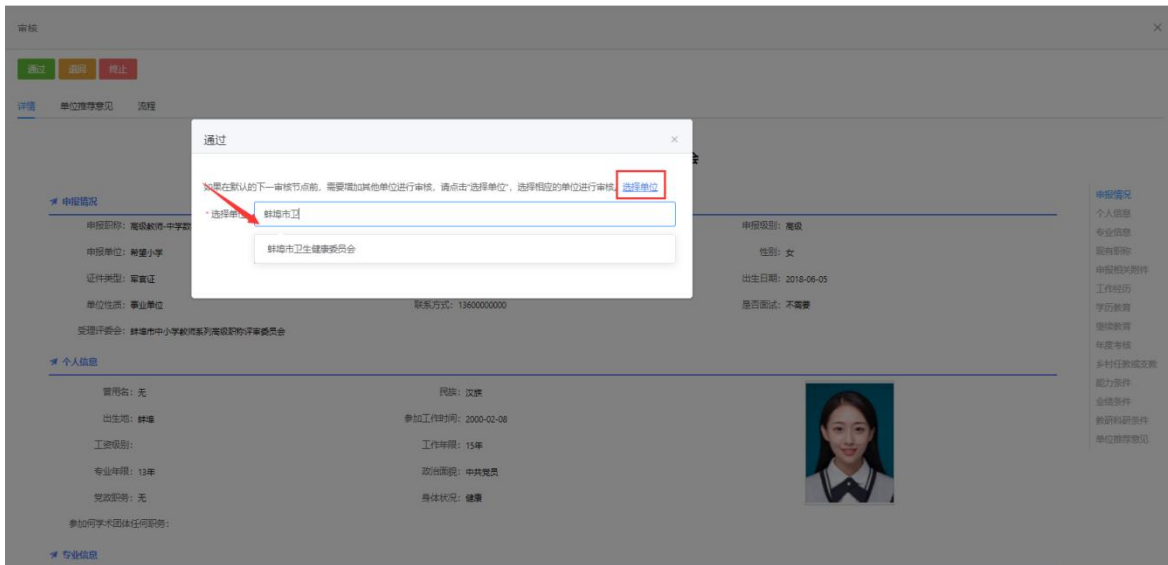 审核
通过 退回 终止
详情 单位推荐意见 流程
通过
如果在默认的下一审核节点前，需要增加其他单位进行审核，请点击“选择单位”，选择相应的单位进行审核。选择单位
* 选择单位 蚌埠市卫
蚌埠市卫生健康委员会
申报情况
申报职称：高级教师-中学数 申报级别：高级
申报单位：希望小学 性别：女
证件类型：军官证 出生日期：2018-06-05
单位性质：事业单位 联系方式：13600000000 是否面试：不需要
受理评委会：蚌埠市中小学教师系列高级职称评审委员会
个人信息
曾用名：无 民族：汉族
出生地：蚌埠 参加工作时间：2000-02-08
工资级别： 工作年限：15年
专业年限：13年 政治面貌：中共党员
党政职务：无 身体状况：健康
参加何学术团体任何职务：
专业信息
申报情况
个人信息
专业信息
现有职称
申报相关附件
工作经历
学历教育
继续教育
年度考核
乡村任教或支教
能力条件
业绩条件
教研科研条件
单位推荐意见